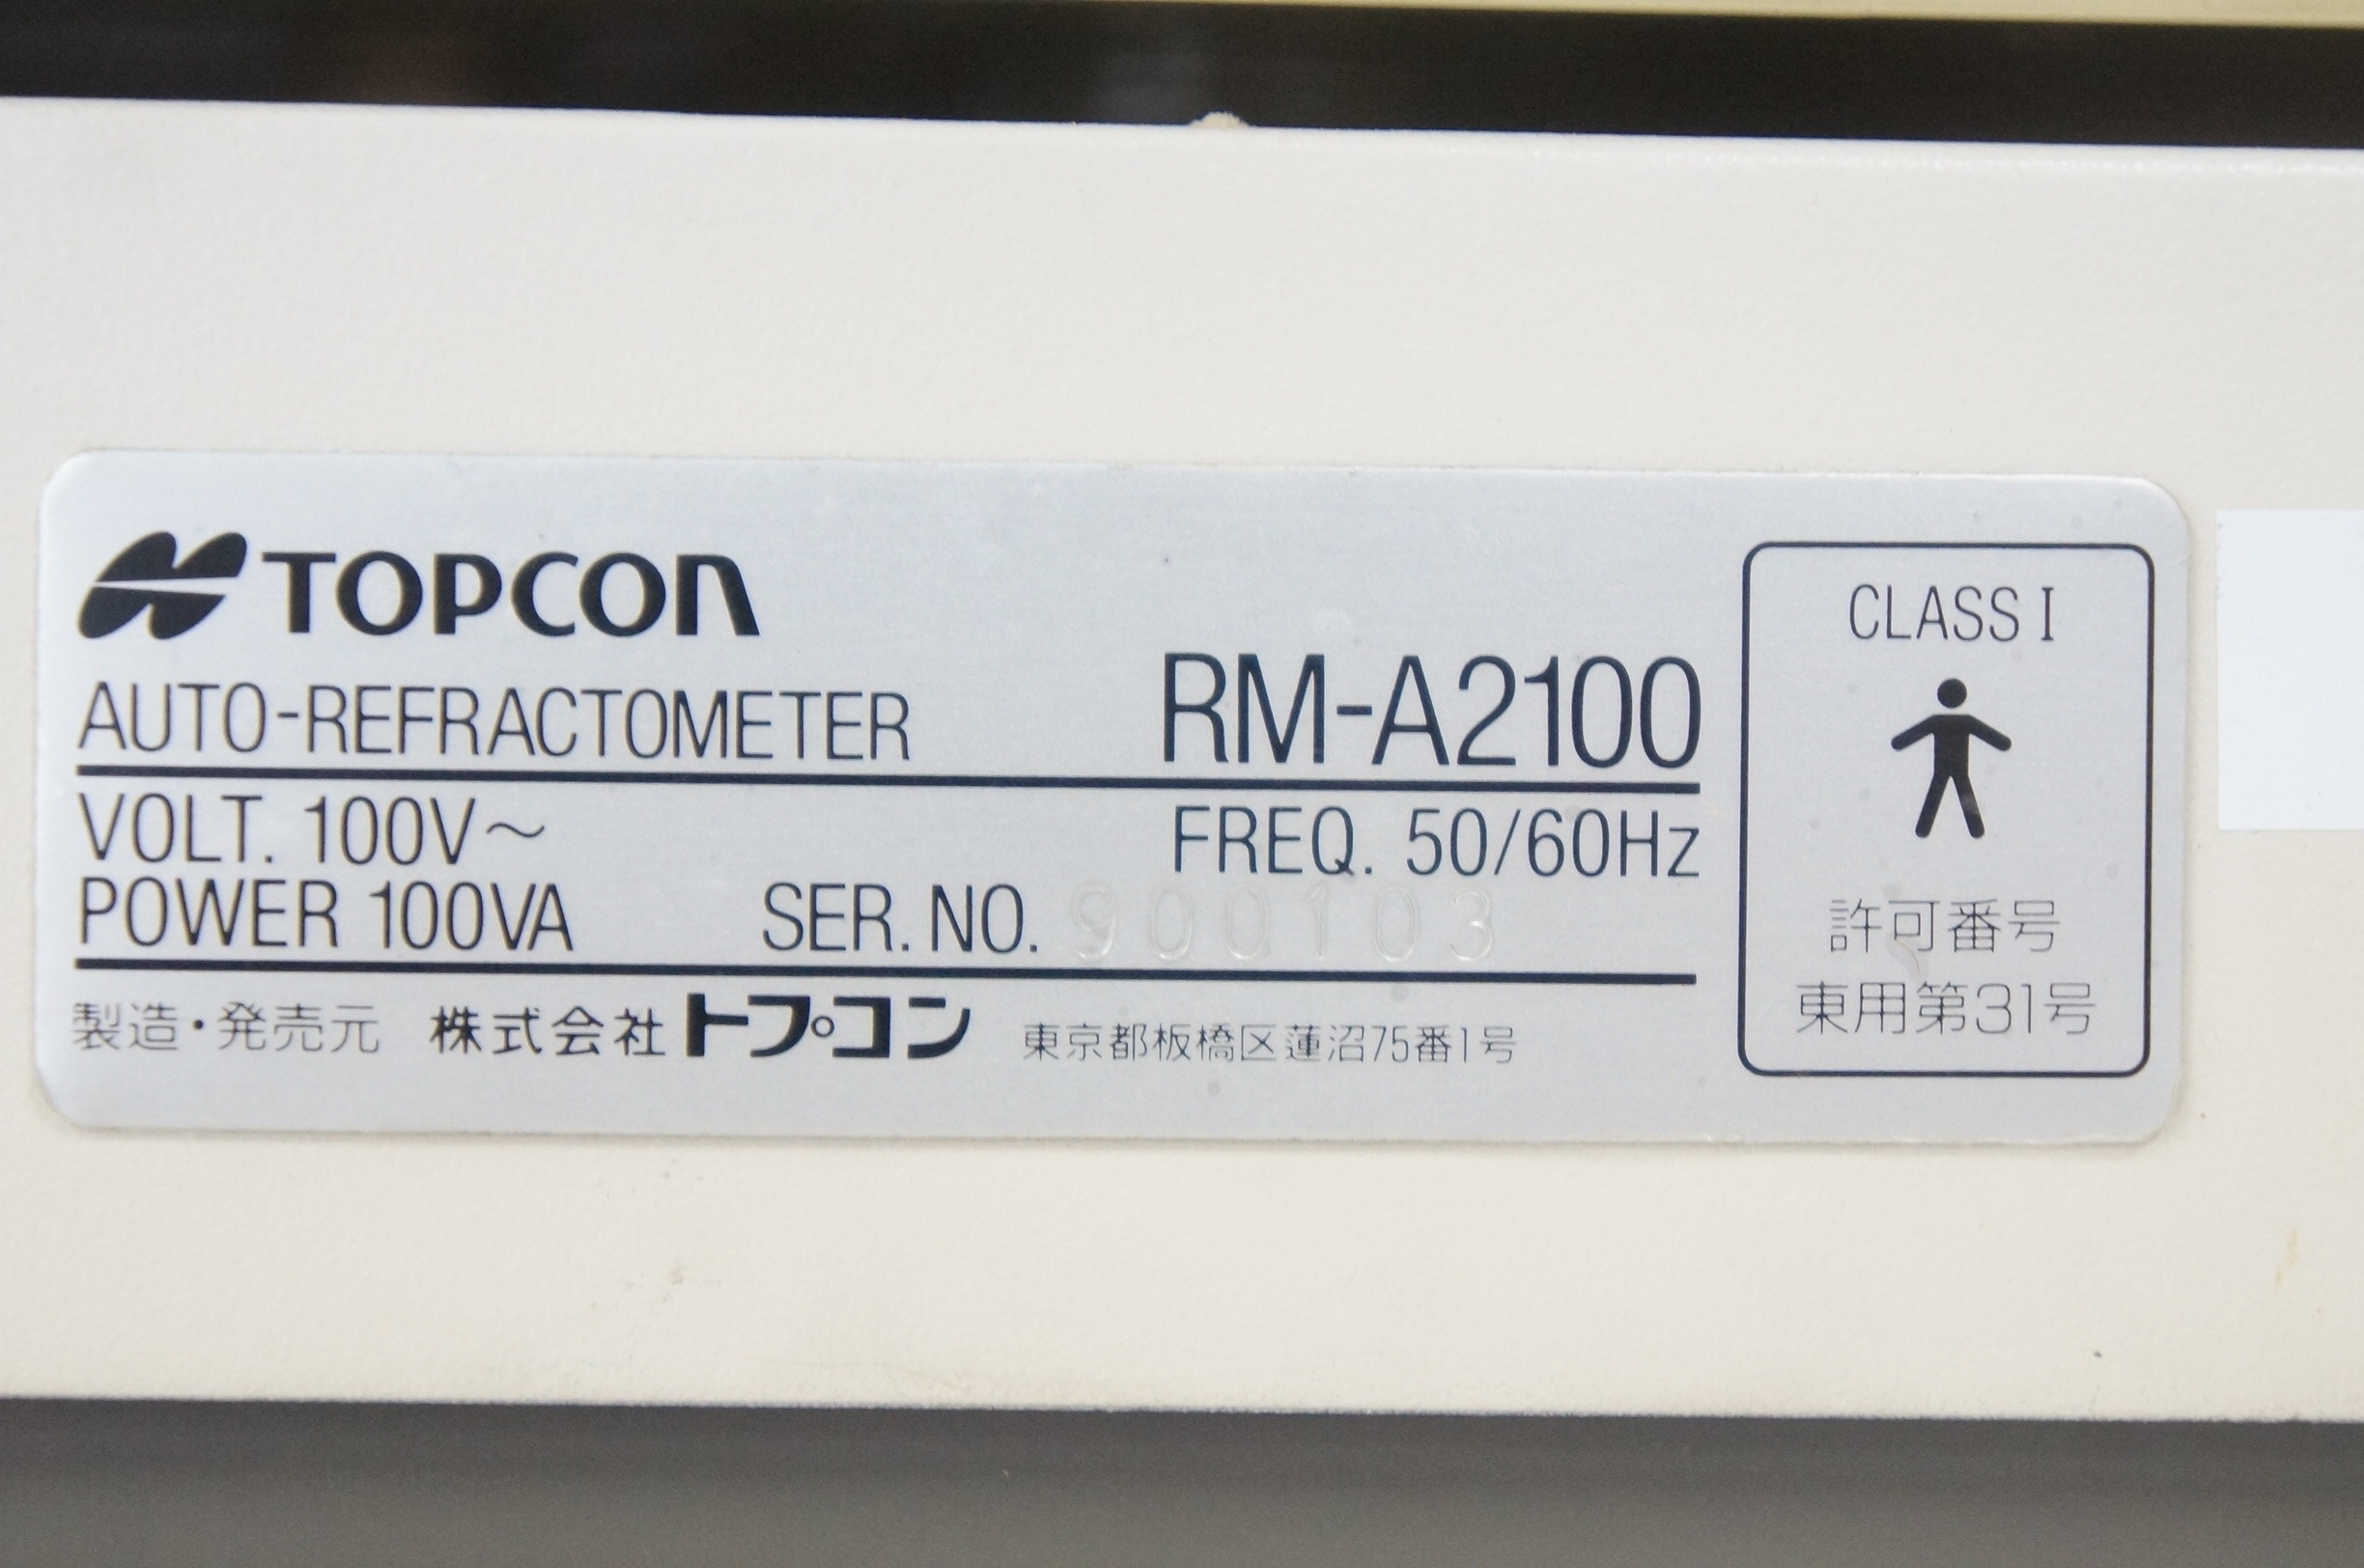 TOPCON
AUTO-REFRACTOMETER RM-A2100
VOLT. 100V～ FREQ. 50/60Hz
POWER 100VA SER. NO. 900103
製造・発売元 株式会社トプコン 東京都板橋区蓮沼75番1号
CLASS I
許可番号
東用第31号